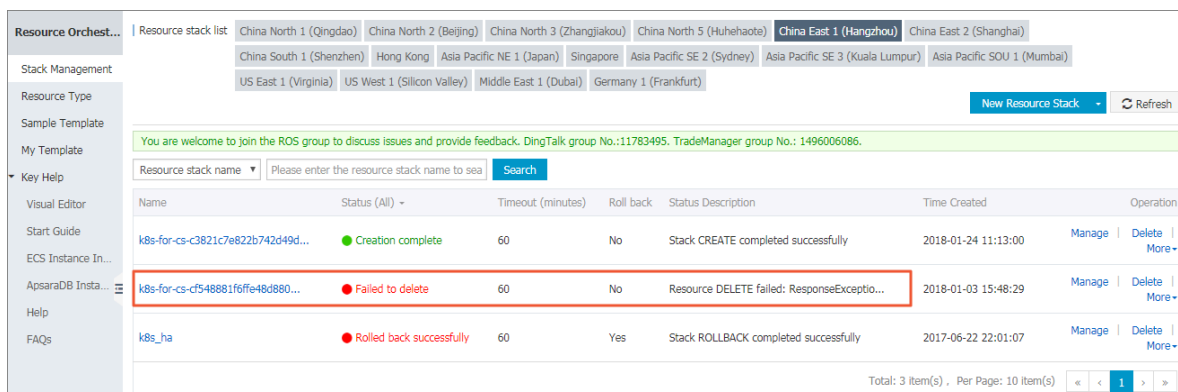 Resource Orchest...
Resource stack list China North 1 (Qingdao) China North 2 (Beijing) China North 3 (Zhangjiakou) China North 5 (Huhehaote) China East 1 (Hangzhou) China East 2 (Shanghai)
China South 1 (Shenzhen) Hong Kong Asia Pacific NE 1 (Japan) Singapore Asia Pacific SE 2 (Sydney) Asia Pacific SE 3 (Kuala Lumpur) Asia Pacific SOU 1 (Mumbai)
US East 1 (Virginia) US West 1 (Silicon Valley) Middle East 1 (Dubai) Germany 1 (Frankfurt)
Stack Management
Resource Type
Sample Template
My Template
Key Help
Visual Editor
Start Guide
ECS Instance In...
ApsaraDB Insta...
Help
FAQs
New Resource Stack Refresh
You are welcome to join the ROS group to discuss issues and provide feedback. DingTalk group No.:11783495. TradeManager group No.: 1496006086.
Resource stack name Please enter the resource stack name to sea Search
Name Status (All) Timeout (minutes) Roll back Status Description Time Created Operation
k8s-for-cs-c3821c7e822b742d49d... Creation complete 60 No Stack CREATE completed successfully 2018-01-24 11:13:00 Manage | Delete |
More
k8s-for-cs-cf548881f6ffe48d880... Failed to delete 60 No Resource DELETE failed: ResponseExceptio... 2018-01-03 15:48:29 Manage | Delete |
More
k8s_ha Rolled back successfully 60 Yes Stack ROLLBACK completed successfully 2017-06-22 22:01:07 Manage | Delete |
More
Total: 3 item(s) , Per Page: 10 item(s) « ‹ 1 › »